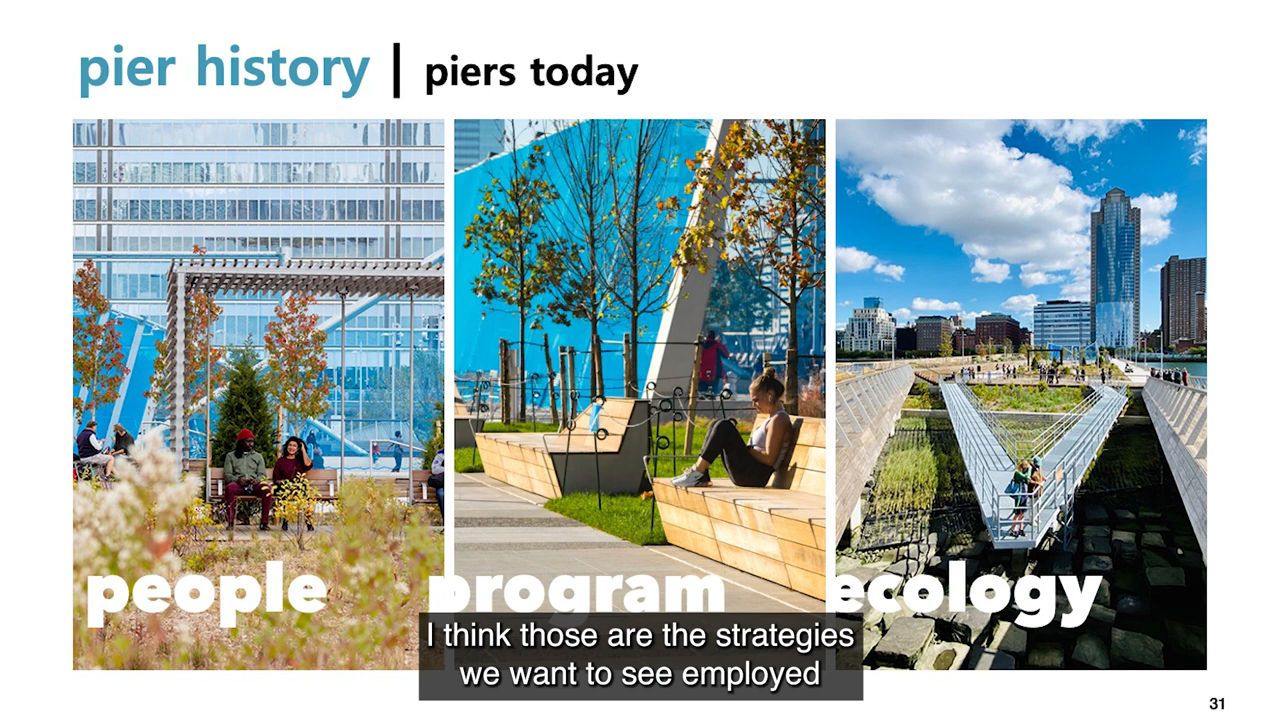 pier history | piers today
people program ecology
I think those are the strategies
we want to see employed
31